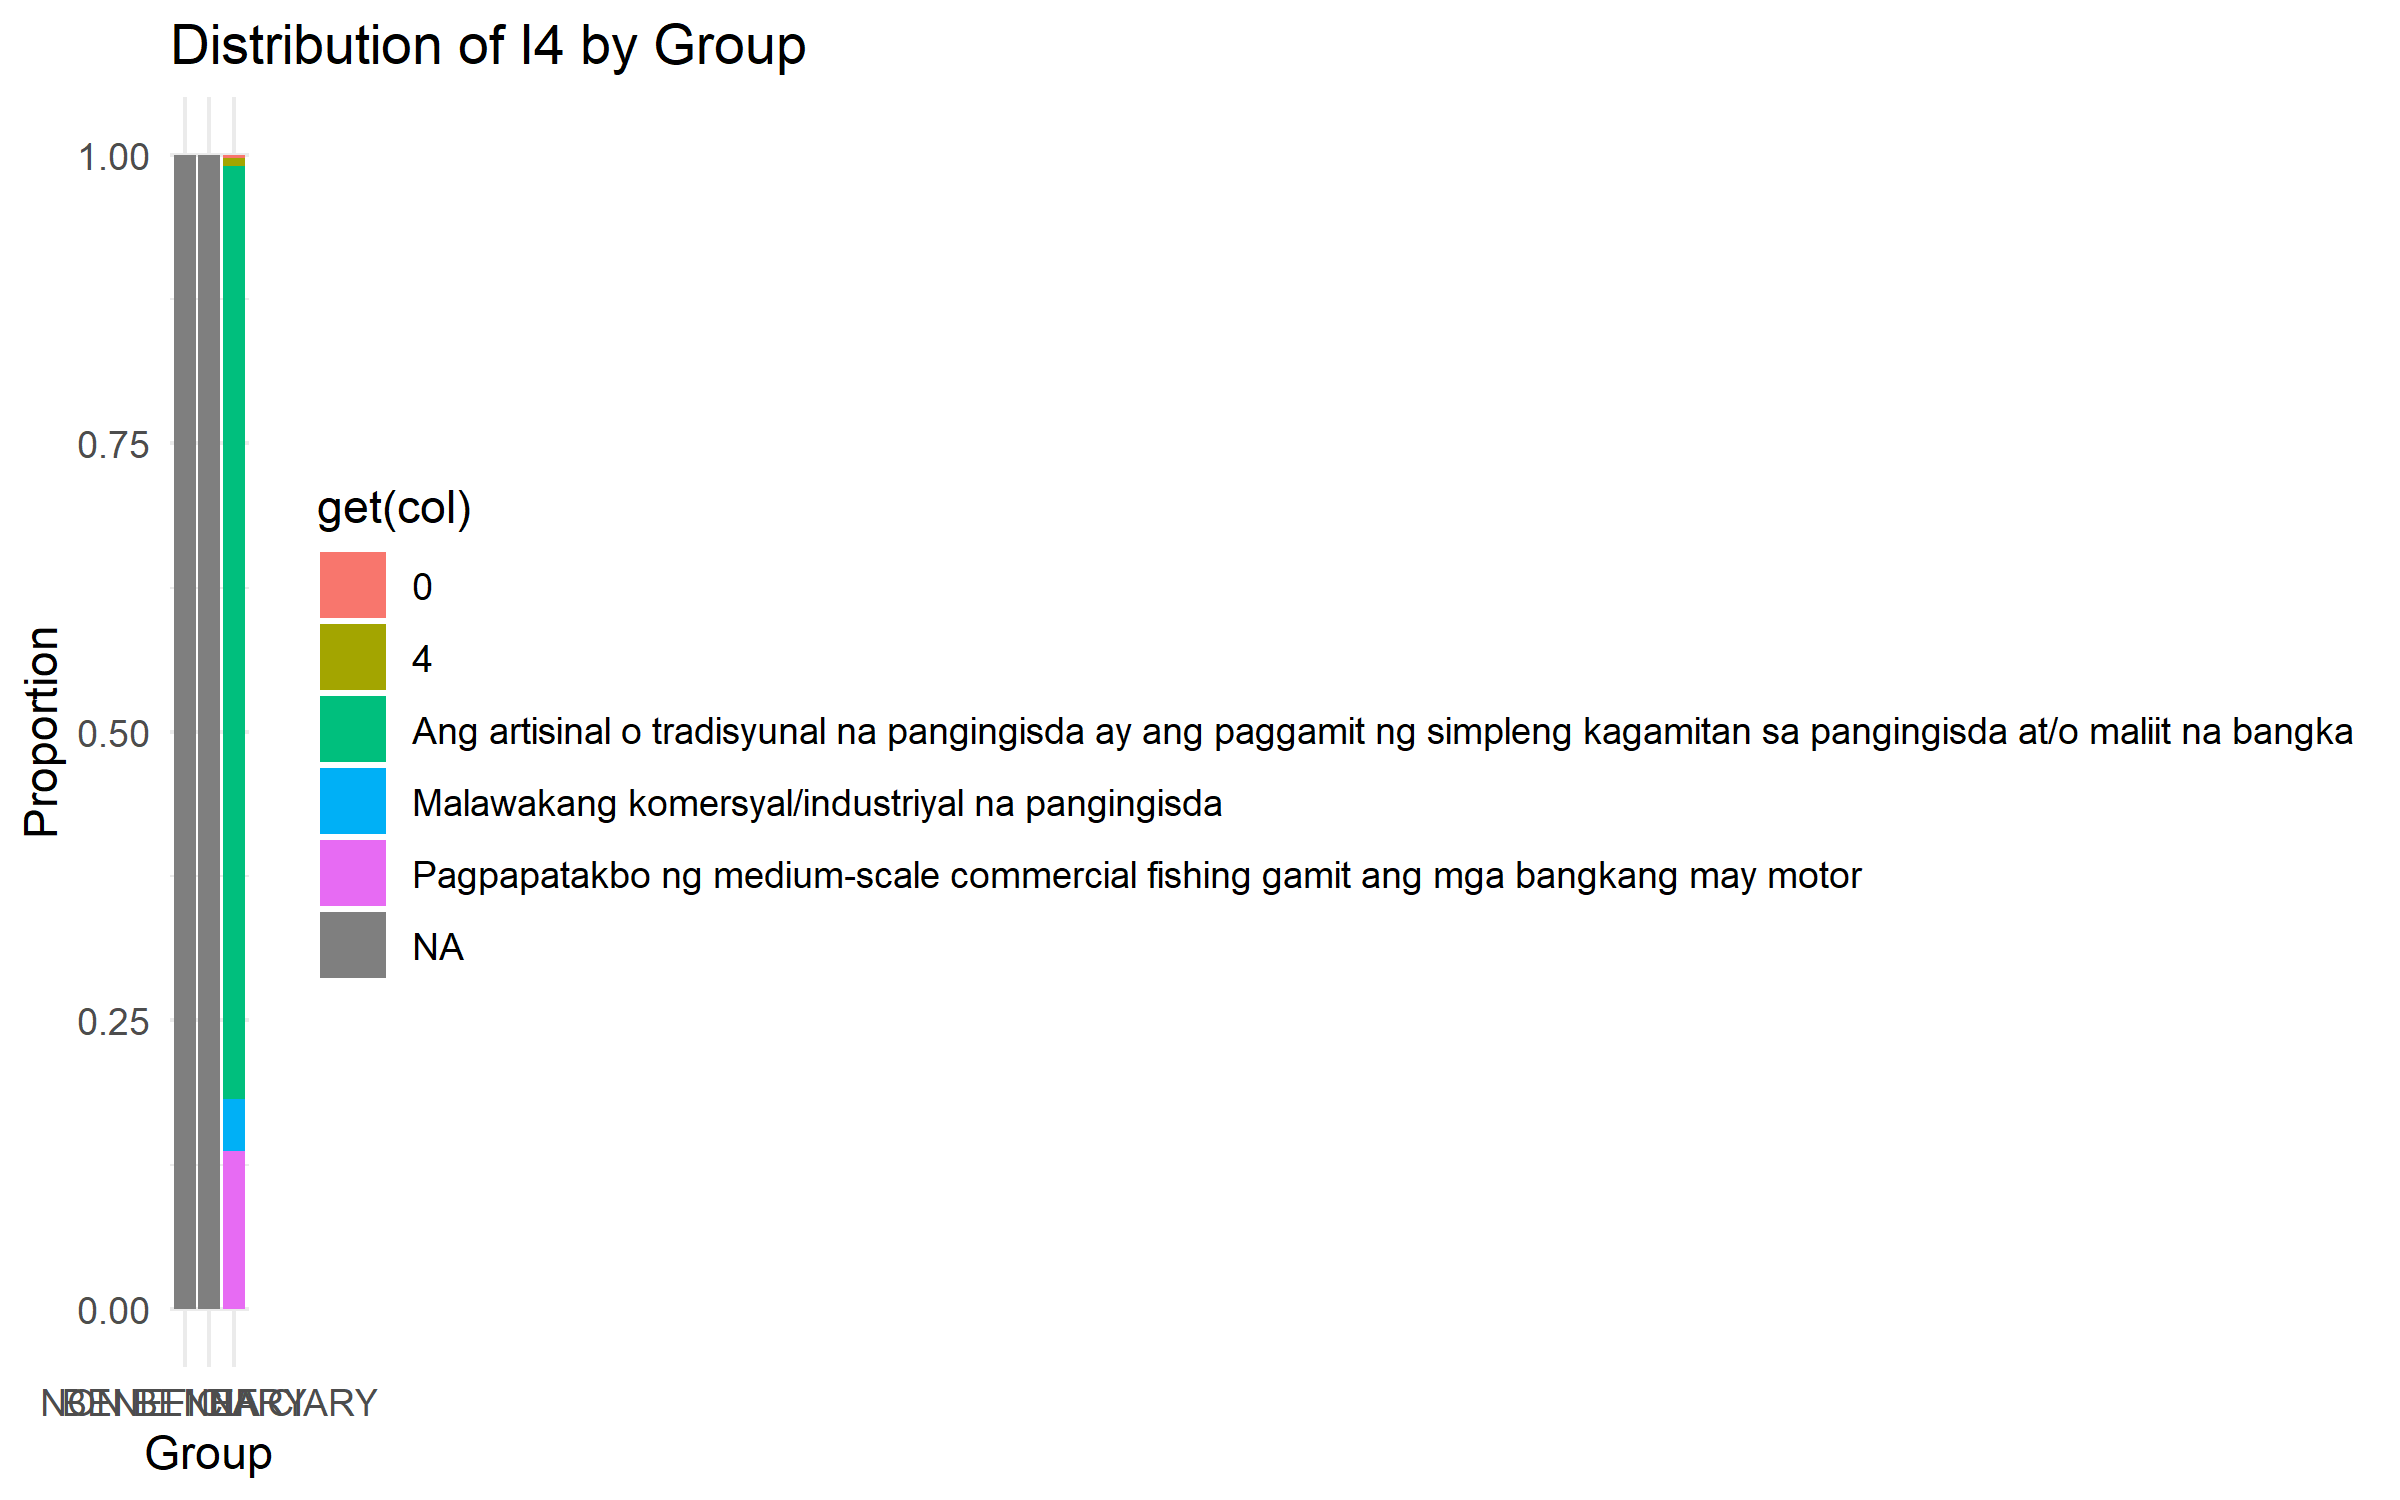 Distribution of I4 by Group
1.00
0.75
0.50
0.25
0.00
Proportion
get(col)
0
4
Ang artisinal o tradisyunal na pangingisda ay ang paggamit ng simpleng kagamitan sa pangingisda at/o maliit na bangka
Malawakang komersyal/industriyal na pangingisda
Pagpapatakbo ng medium-scale commercial fishing gamit ang mga bangkang may motor
NA
Group